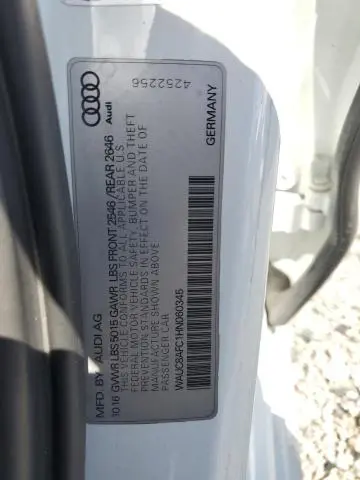 4252256
Audi
MFD. BY AUDI AG
10 16 GVWR LBS 5015 GAWR LBS FRONT 2546 /REAR 2646
THIS VEHICLE CONFORMS TO ALL APPLICABLE U.S.
FEDERAL MOTOR VEHICLE SAFETY, BUMPER AND THEFT
PREVENTION STANDARDS IN EFFECT ON THE DATE OF
MANUFACTURE SHOWN ABOVE.
PASSENGER CAR
WAUC8AFC1HN060345
GERMANY